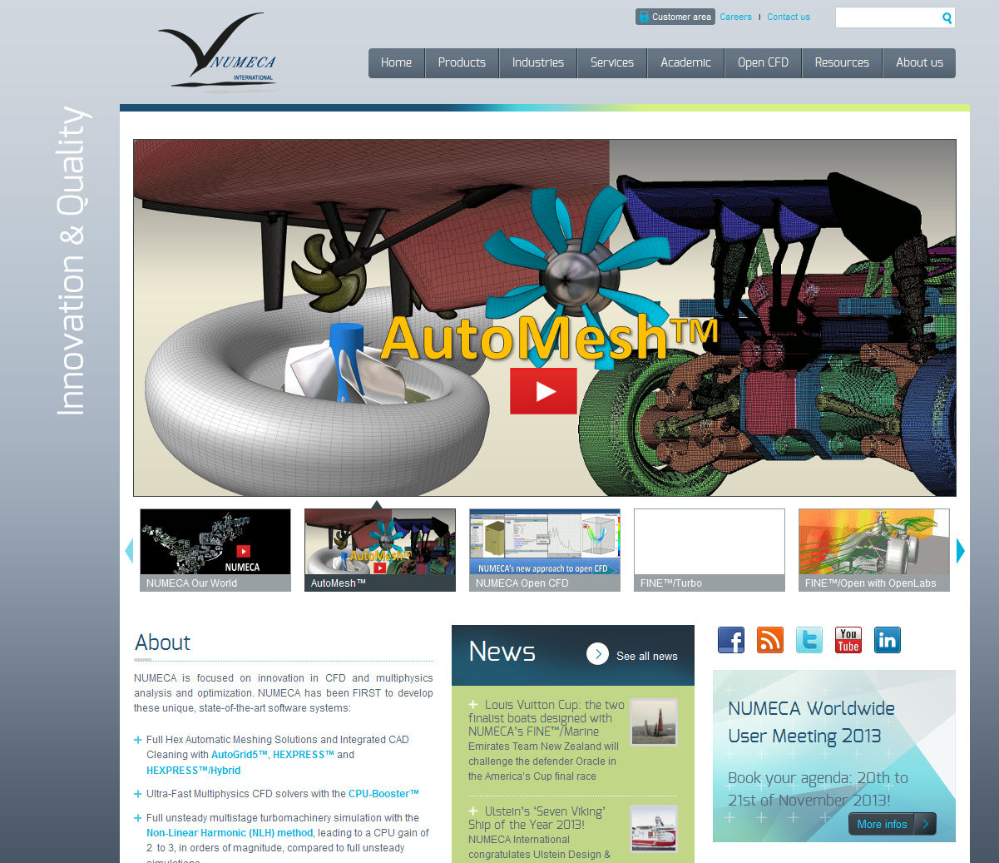 NUMECA
INTERNATIONAL
Customer area
Careers
Contact us
Home
Products
Industries
Services
Academic
Open CFD
Resources
About us
Innovation & Quality
AutoMesh™
NUMECA
NUMECA Our World
AutoMesh™
AutoMesh™
NUMECA's new approach to open CFD
NUMECA Open CFD
FINE™/Turbo
FINE™/Open with OpenLabs
About
NUMECA is focused on innovation in CFD and multiphysics
analysis and optimization. NUMECA has been FIRST to develop
these unique, state-of-the-art software systems:
Full Hex Automatic Meshing Solutions and Integrated CAD
Cleaning with AutoGrid5™, HEXPRESS™ and
HEXPRESS™/Hybrid
Ultra-Fast Multiphysics CFD solvers with the CPU-Booster™
Full unsteady multistage turbomachinery simulation with the
Non-Linear Harmonic (NLH) method, leading to a CPU gain of
2 to 3, in orders of magnitude, compared to full unsteady
simulations
News
See all news
Louis Vuitton Cup: the two
finalist boats designed with
NUMECA's FINE™/Marine
Emirates Team New Zealand will
challenge the defender Oracle in
the America's Cup final race
Ulstein's ‘Seven Viking’
Ship of the Year 2013!
NUMECA International
congratulates Ulstein Design &
You
Tube
in
NUMECA Worldwide
User Meeting 2013
Book your agenda: 20th to
21st of November 2013!
More infos